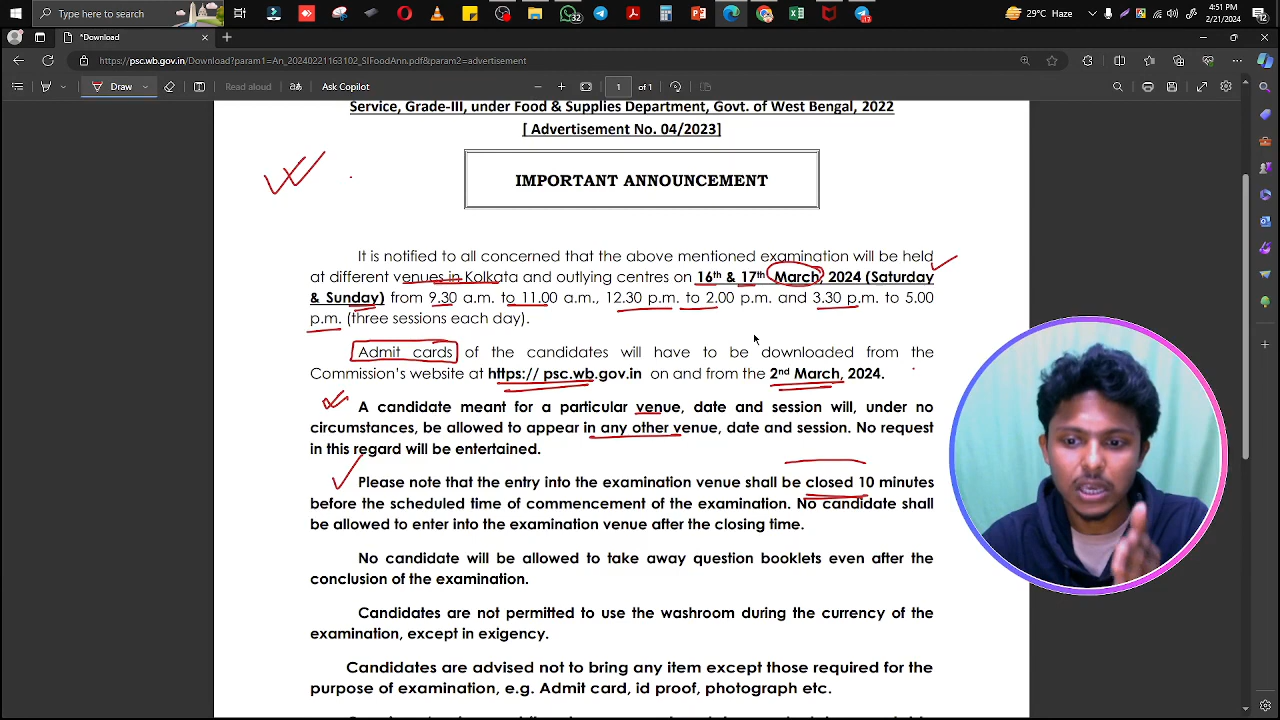 Type here to search
29°C Haze
4:51 PM
2/21/2024
*Download
https://psc.wb.gov.in/Download?param1=An_20240221163102_SIFoodAnn.pdf&param2=advertisement
Draw
Read aloud
Ask Copilot
1
of 1
Service, Grade-III, under Food & Supplies Department, Govt. of West Bengal, 2022
[ Advertisement No. 04/2023]
IMPORTANT ANNOUNCEMENT
It is notified to all concerned that the above mentioned examination will be held
at different venues in Kolkata and outlying centres on 16th & 17th March, 2024 (Saturday
& Sunday) from 9.30 a.m. to 11.00 a.m., 12.30 p.m. to 2.00 p.m. and 3.30 p.m. to 5.00
p.m. (three sessions each day).
Admit cards of the candidates will have to be downloaded from the
Commission's website at https:// psc.wb.gov.in on and from the 2nd March, 2024.
A candidate meant for a particular venue, date and session will, under no
circumstances, be allowed to appear in any other venue, date and session. No request
in this regard will be entertained.
Please note that the entry into the examination venue shall be closed 10 minutes
before the scheduled time of commencement of the examination. No candidate shall
be allowed to enter into the examination venue after the closing time.
No candidate will be allowed to take away question booklets even after the
conclusion of the examination.
Candidates are not permitted to use the washroom during the currency of the
examination, except in exigency.
Candidates are advised not to bring any item except those required for the
purpose of examination, e.g. Admit card, id proof, photograph etc.